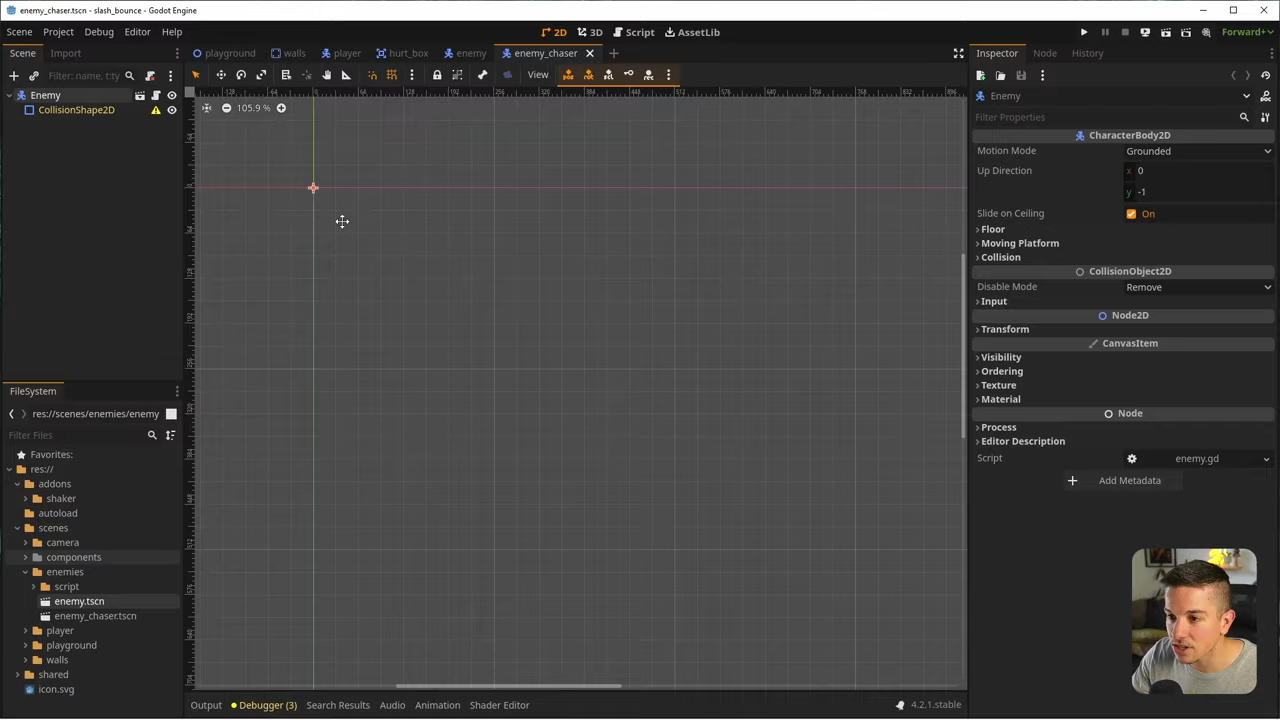 enemy_chaser.tscn - slash_bounce - Godot Engine
Scene Project Debug Editor Help
2D 3D Script AssetLib
Forward+
Scene Import
playground walls player hurt_box enemy enemy_chaser
Inspector Node History
Filter: name, t:ty
View
Enemy
CollisionShape2D
105.9 %
Enemy
Filter Properties
CharacterBody2D
Motion Mode Grounded
Up Direction x 0
y -1
Slide on Ceiling On
Floor
Moving Platform
Collision
CollisionObject2D
Disable Mode Remove
Input
Node2D
Transform
CanvasItem
Visibility
Ordering
Texture
Material
Node
Process
Editor Description
Script enemy.gd
Add Metadata
FileSystem
res://scenes/enemies/enemy
Filter Files
Favorites:
res://
addons
shaker
autoload
scenes
camera
components
enemies
script
enemy.tscn
enemy_chaser.tscn
player
playground
walls
shared
icon.svg
Output Debugger (3) Search Results Audio Animation Shader Editor
4.2.1.stable